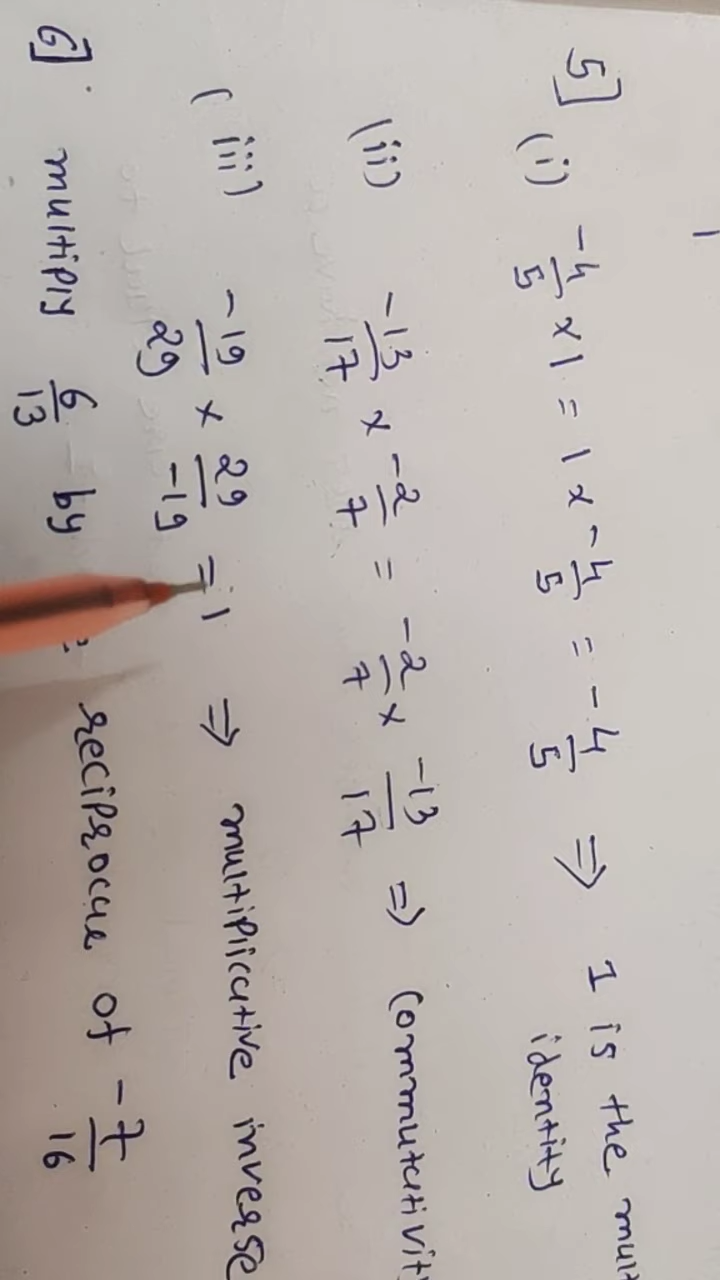 5] (i) -4/5 × 1 = 1 × -4/5 = -4/5 ⇒ 1 is the
identity
(ii) -13/17 × -2/7 = -2/7 × -13/17 ⇒ Commutativit
(iii) -19/29 × 29/-19 = 1 ⇒ multiplicative inverse
6] multiply 6/13 by reciprocal of -7/16